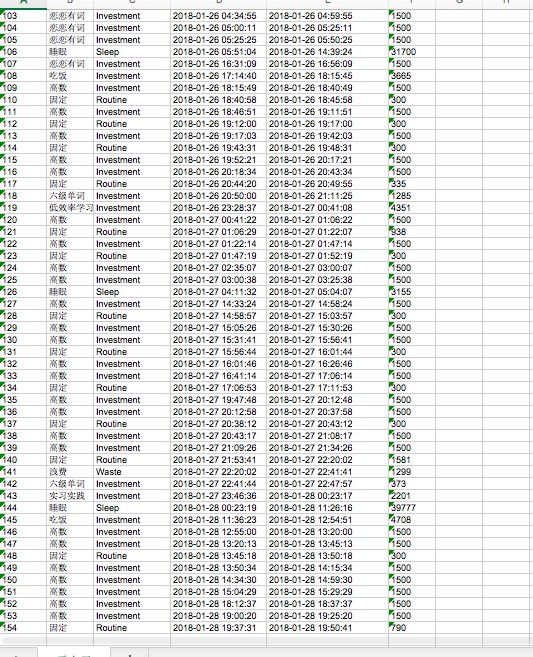 103 恋恋有词 Investment 2018-01-26 04:34:55 2018-01-26 04:59:55 1500
104 恋恋有词 Investment 2018-01-26 05:00:11 2018-01-26 05:25:11 1500
105 恋恋有词 Investment 2018-01-26 05:25:25 2018-01-26 05:50:25 1500
106 睡眠 Sleep 2018-01-26 05:51:04 2018-01-26 14:39:24 31700
107 恋恋有词 Investment 2018-01-26 16:31:09 2018-01-26 16:56:09 1500
108 吃饭 Investment 2018-01-26 17:14:40 2018-01-26 18:15:45 3665
109 高数 Investment 2018-01-26 18:15:49 2018-01-26 18:40:49 1500
110 固定 Routine 2018-01-26 18:40:58 2018-01-26 18:45:58 300
111 高数 Investment 2018-01-26 18:46:51 2018-01-26 19:11:51 1500
112 固定 Routine 2018-01-26 19:12:00 2018-01-26 19:17:00 300
113 高数 Investment 2018-01-26 19:17:03 2018-01-26 19:42:03 1500
114 固定 Routine 2018-01-26 19:43:31 2018-01-26 19:48:31 300
115 高数 Investment 2018-01-26 19:52:21 2018-01-26 20:17:21 1500
116 高数 Investment 2018-01-26 20:18:34 2018-01-26 20:43:34 1500
117 固定 Routine 2018-01-26 20:44:20 2018-01-26 20:49:55 335
118 六级单词 Investment 2018-01-26 20:50:00 2018-01-26 21:11:25 1285
119 低效率学习 Investment 2018-01-26 23:28:37 2018-01-27 00:41:08 4351
120 高数 Investment 2018-01-27 00:41:22 2018-01-27 01:06:22 1500
121 固定 Routine 2018-01-27 01:06:29 2018-01-27 01:22:07 938
122 高数 Investment 2018-01-27 01:22:14 2018-01-27 01:47:14 1500
123 固定 Routine 2018-01-27 01:47:19 2018-01-27 01:52:19 300
124 高数 Investment 2018-01-27 02:35:07 2018-01-27 03:00:07 1500
125 高数 Investment 2018-01-27 03:00:38 2018-01-27 03:25:38 1500
126 睡眠 Sleep 2018-01-27 04:11:32 2018-01-27 05:04:07 3155
127 高数 Investment 2018-01-27 14:33:24 2018-01-27 14:58:24 1500
128 固定 Routine 2018-01-27 14:58:57 2018-01-27 15:03:57 300
129 高数 Investment 2018-01-27 15:05:26 2018-01-27 15:30:26 1500
130 高数 Investment 2018-01-27 15:31:41 2018-01-27 15:56:41 1500
131 固定 Routine 2018-01-27 15:56:44 2018-01-27 16:01:44 300
132 高数 Investment 2018-01-27 16:01:46 2018-01-27 16:26:46 1500
133 高数 Investment 2018-01-27 16:41:14 2018-01-27 17:06:14 1500
134 固定 Routine 2018-01-27 17:06:53 2018-01-27 17:11:53 300
135 高数 Investment 2018-01-27 19:47:48 2018-01-27 20:12:48 1500
136 高数 Investment 2018-01-27 20:12:58 2018-01-27 20:37:58 1500
137 固定 Routine 2018-01-27 20:38:12 2018-01-27 20:43:12 300
138 高数 Investment 2018-01-27 20:43:17 2018-01-27 21:08:17 1500
139 高数 Investment 2018-01-27 21:09:26 2018-01-27 21:34:26 1500
140 固定 Routine 2018-01-27 21:53:41 2018-01-27 22:20:02 1581
141 浪费 Waste 2018-01-27 22:20:02 2018-01-27 22:41:41 1299
142 六级单词 Investment 2018-01-27 22:41:44 2018-01-27 22:47:57 373
143 实习实践 Investment 2018-01-27 23:46:36 2018-01-28 00:23:17 2201
144 睡眠 Sleep 2018-01-28 00:23:19 2018-01-28 11:26:16 39777
145 吃饭 Investment 2018-01-28 11:36:23 2018-01-28 12:54:51 4708
146 高数 Investment 2018-01-28 12:55:00 2018-01-28 13:20:00 1500
147 高数 Investment 2018-01-28 13:20:13 2018-01-28 13:45:13 1500
148 固定 Routine 2018-01-28 13:45:18 2018-01-28 13:50:18 300
149 高数 Investment 2018-01-28 13:50:34 2018-01-28 14:15:34 1500
150 高数 Investment 2018-01-28 14:34:30 2018-01-28 14:59:30 1500
151 高数 Investment 2018-01-28 15:04:29 2018-01-28 15:29:29 1500
152 高数 Investment 2018-01-28 18:12:37 2018-01-28 18:37:37 1500
153 高数 Investment 2018-01-28 19:00:20 2018-01-28 19:25:20 1500
154 固定 Routine 2018-01-28 19:37:31 2018-01-28 19:50:41 790